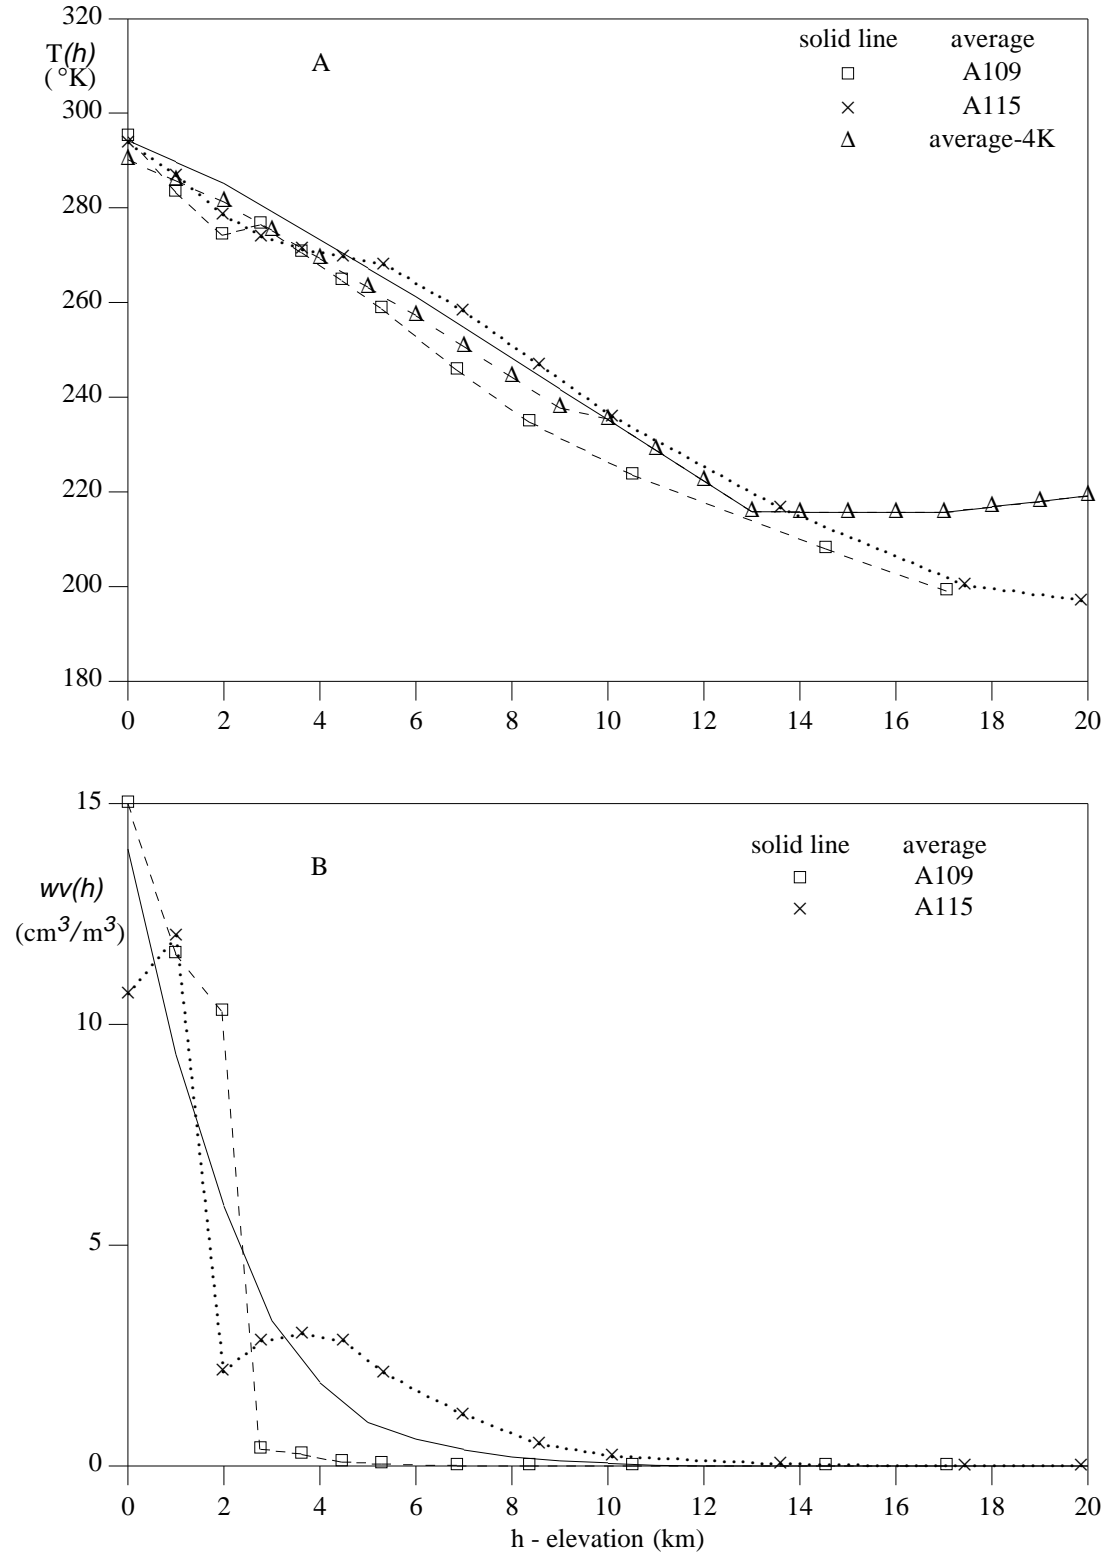 320
T(h)
(°K)
A
solid line average
A109
A115
average-4K
300
280
260
240
220
200
180
0 2 4 6 8 10 12 14 16 18 20
15
B
solid line average
A109
A115
wv(h)
(cm³/m³)
10
5
0
0 2 4 6 8 10 12 14 16 18 20
h - elevation (km)